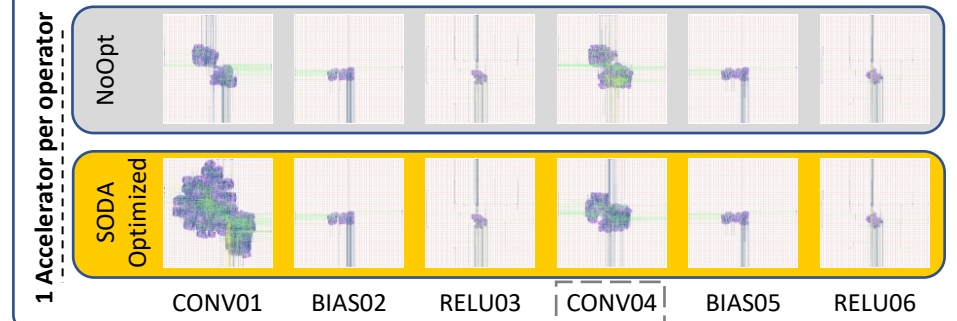 1 Accelerator per operator
NoOpt
SODA
Optimized
CONV01 BIAS02 RELU03 CONV04 BIAS05 RELU06